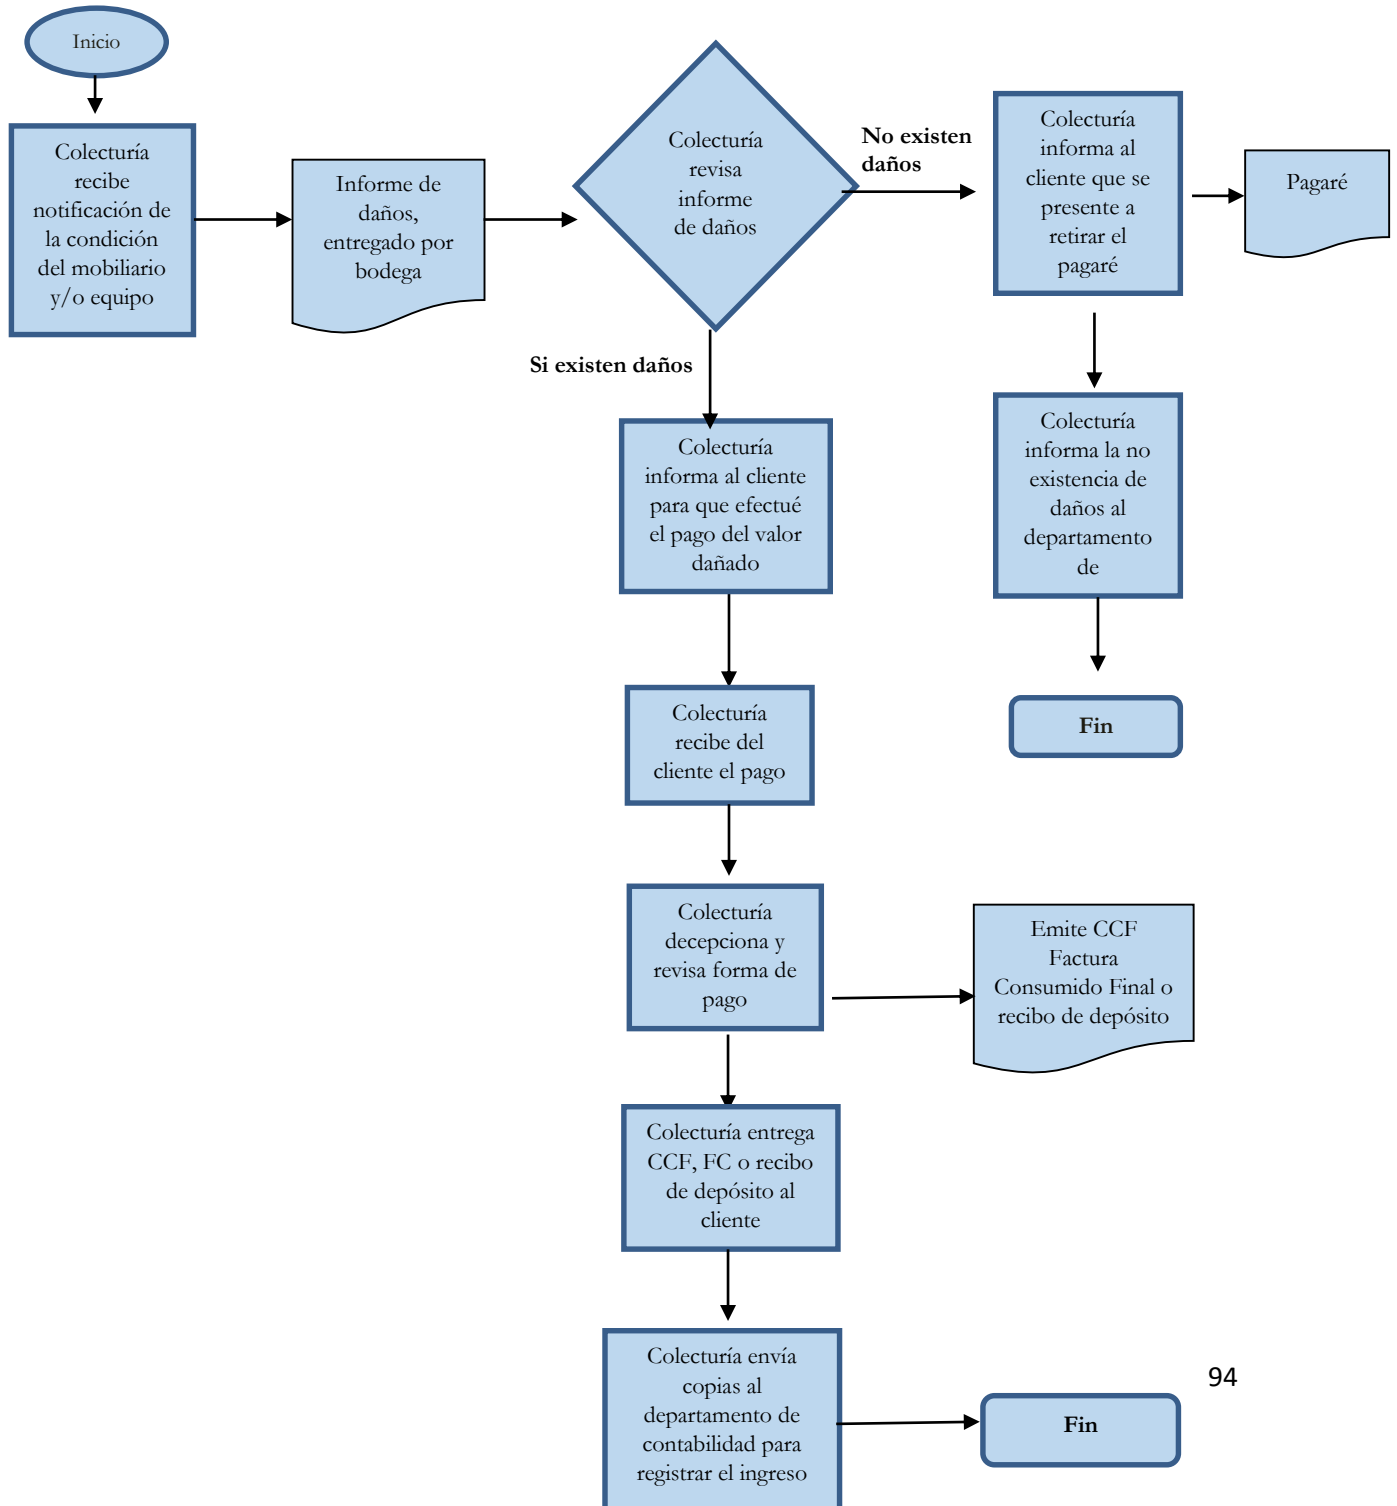 Inicio
Colecturía
recibe
notificación de
la condición
del mobiliario
y/o equipo
Informe de
daños,
entregado por
bodega
Colecturía
revisa
informe
de daños
No existen
daños
Colecturía
informa al
cliente que se
presente a
retirar el
pagaré
Pagaré
Si existen daños
Colecturía
informa al cliente
para que efectué
el pago del valor
dañado
Colecturía
informa la no
existencia de
daños al
departamento
de
Colecturía
recibe del
cliente el pago
Fin
Colecturía
decepciona y
revisa forma de
pago
Emite CCF
Factura
Consumido Final o
recibo de depósito
Colecturía entrega
CCF, FC o recibo
de depósito al
cliente
Colecturía envía
copias al
departamento de
contabilidad para
registrar el ingreso
Fin
94